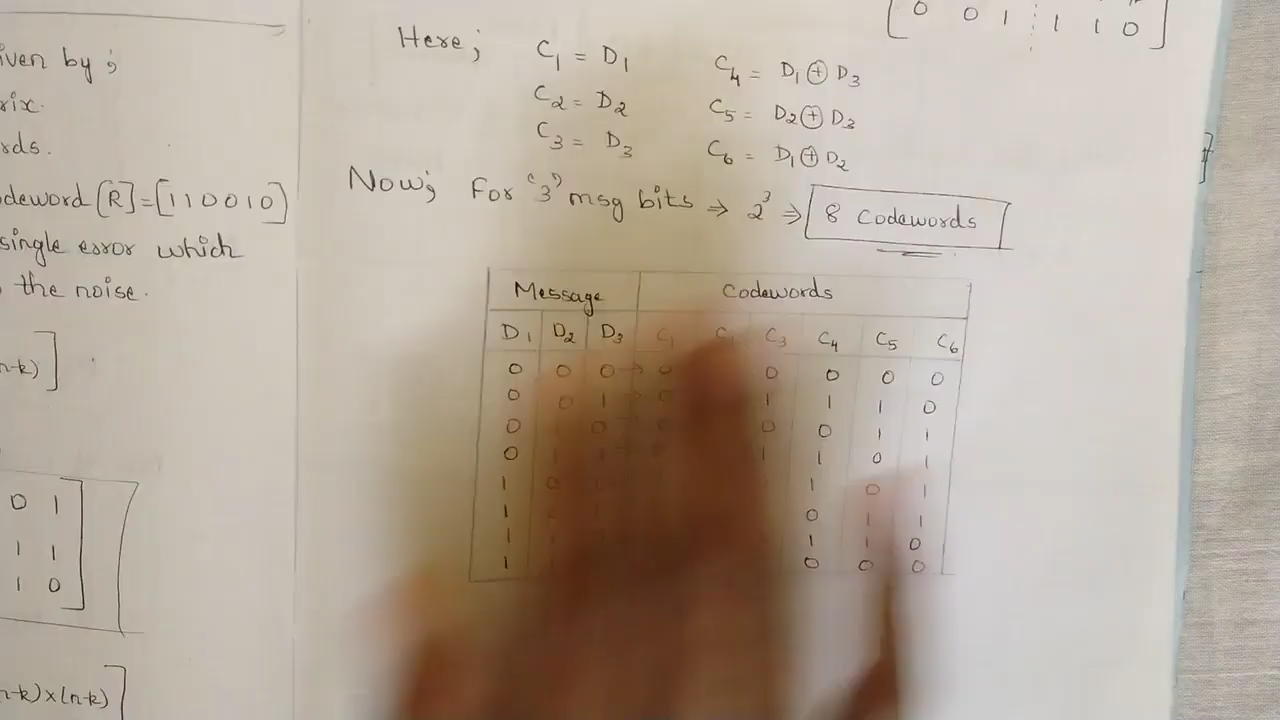 iven by ;
rix.
rds.
deword [R]=[110010]
single error which
the noise.
n-k)]
0 1
1 1
1 0
n-k)x(n-k)]
0 0 1 1 1 0
Here;
C1 = D1
C2 = D2
C3 = D3
C4 = D1 ⊕ D3
C5 = D2 ⊕ D3
C6 = D1 ⊕ D2
Now; For '3' msg bits ⇒ 2³ ⇒ 8 Codewords
Message Codewords
D1 D2 D3 C1 C3 C4 C5 C6
0 0 0 → 0 0 0 0 0
0 0 1 → 0 1 1 1 0
0 0 0 0 1 1
0 1 1 0 1
1 0 1 0 1
1 0 1 1
1 1 1 0
1 0 0 0